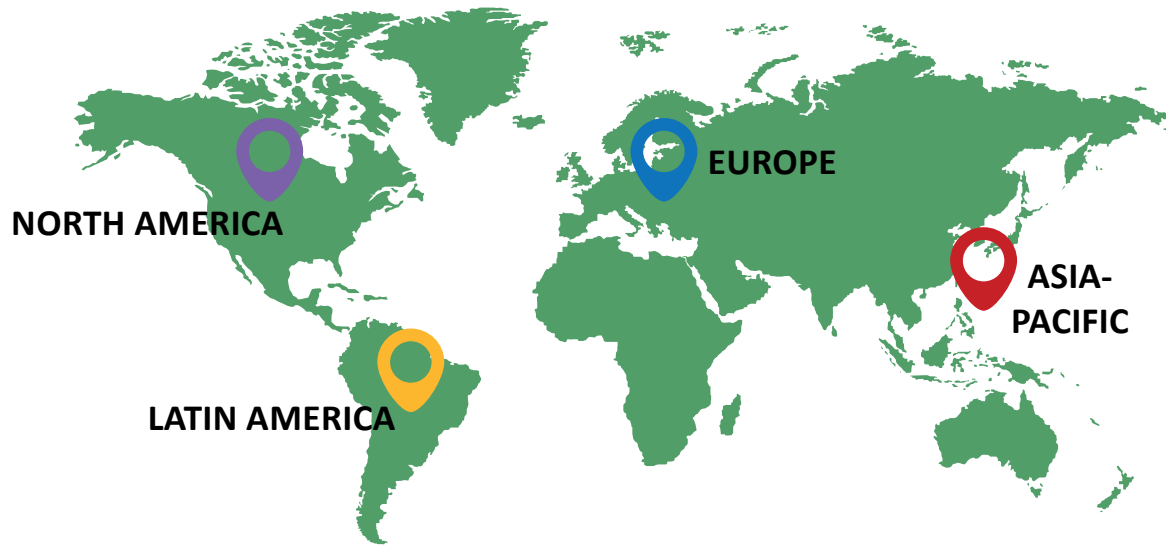 EUROPE
NORTH AMERICA
ASIA-
PACIFIC
LATIN AMERICA